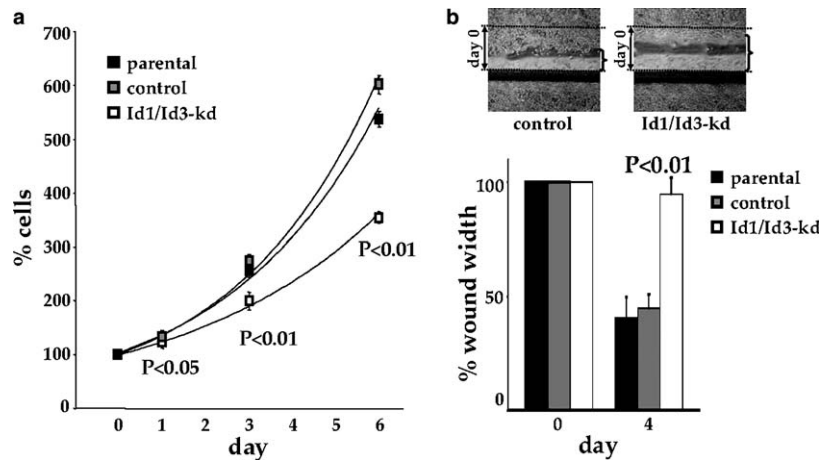 a
700
600
500
400
300
200
100
0
% cells
parental
control
Id1/Id3-kd
P<0.05
P<0.01
P<0.01
0 1 2 3 4 5 6
day
b
day 0
day 0
control
Id1/Id3-kd
P<0.01
parental
control
Id1/Id3-kd
100
50
0
% wound width
0 4
day